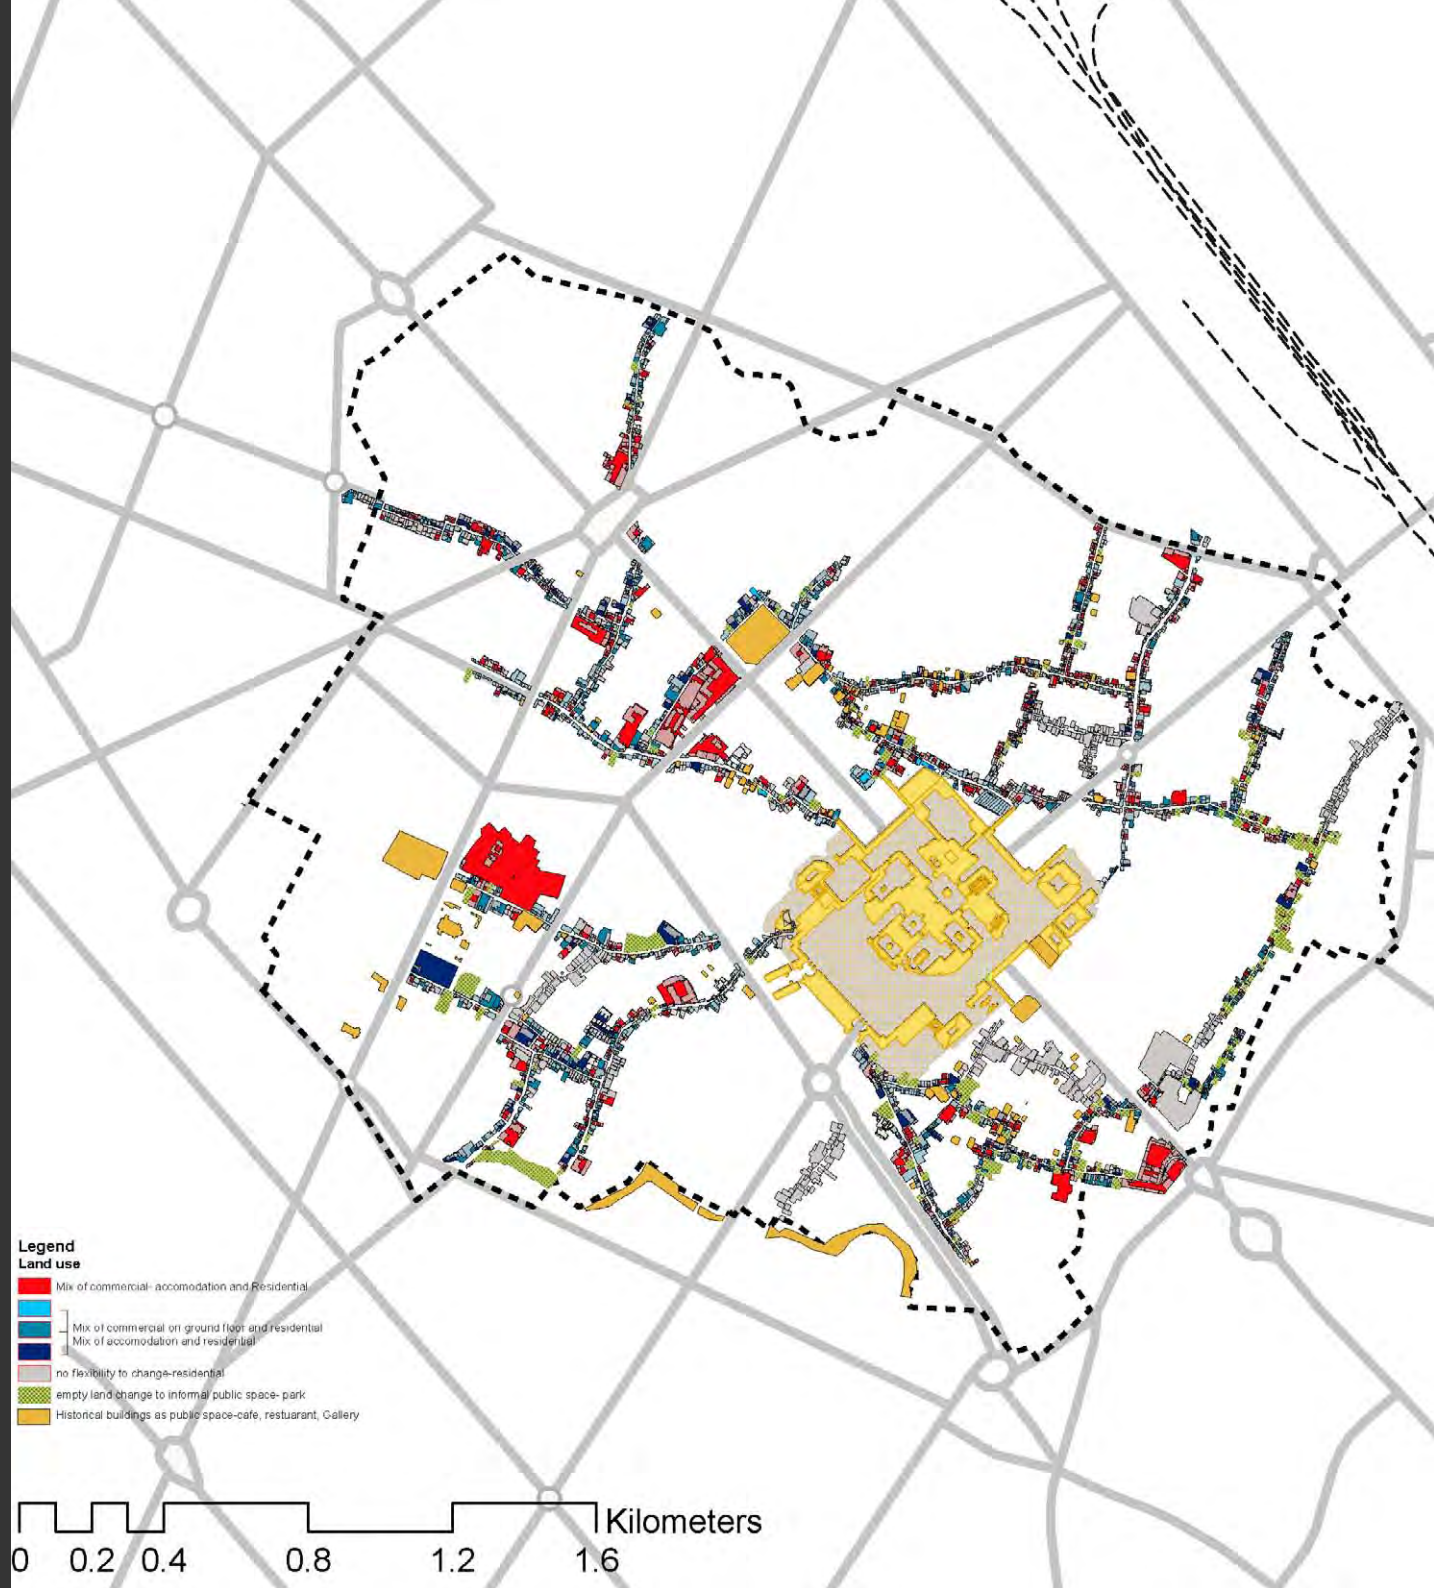 Legend
Land use
Mix of commercial- accomodation and Residential
Mix of commercial on ground floor and residential
Mix of accomodation and residential
no flexibility to change-residential
empty land change to informal public space- park
Historical buildings as public space-cafe, restuarant, Gallery
Kilometers
0 0.2 0.4 0.8 1.2 1.6